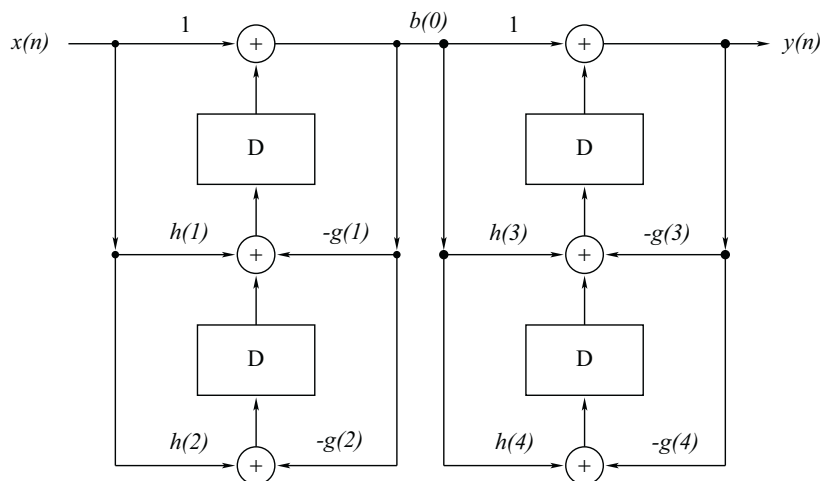 x(n) 1 + b(0) 1 + y(n)
D D
h(1) + -g(1) h(3) + -g(3)
D D
h(2) + -g(2) h(4) + -g(4)